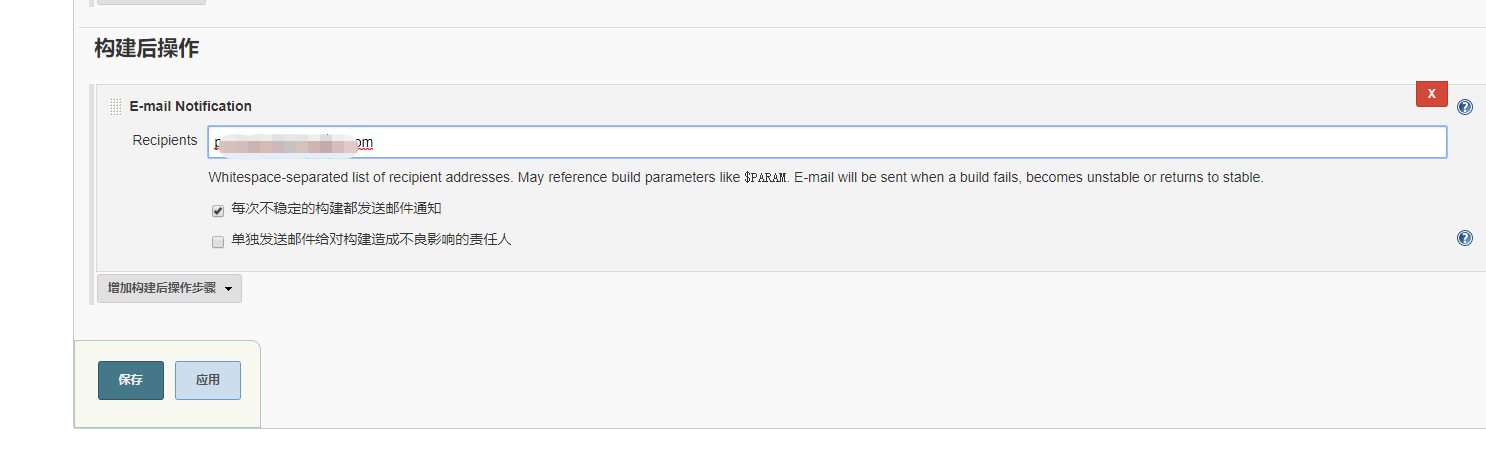 构建后操作
E-mail Notification
X
Recipients
Whitespace-separated list of recipient addresses. May reference build parameters like $PARAM. E-mail will be sent when a build fails, becomes unstable or returns to stable.
每次不稳定的构建都发送邮件通知
单独发送邮件给对构建造成不良影响的责任人
增加构建后操作步骤
保存 应用